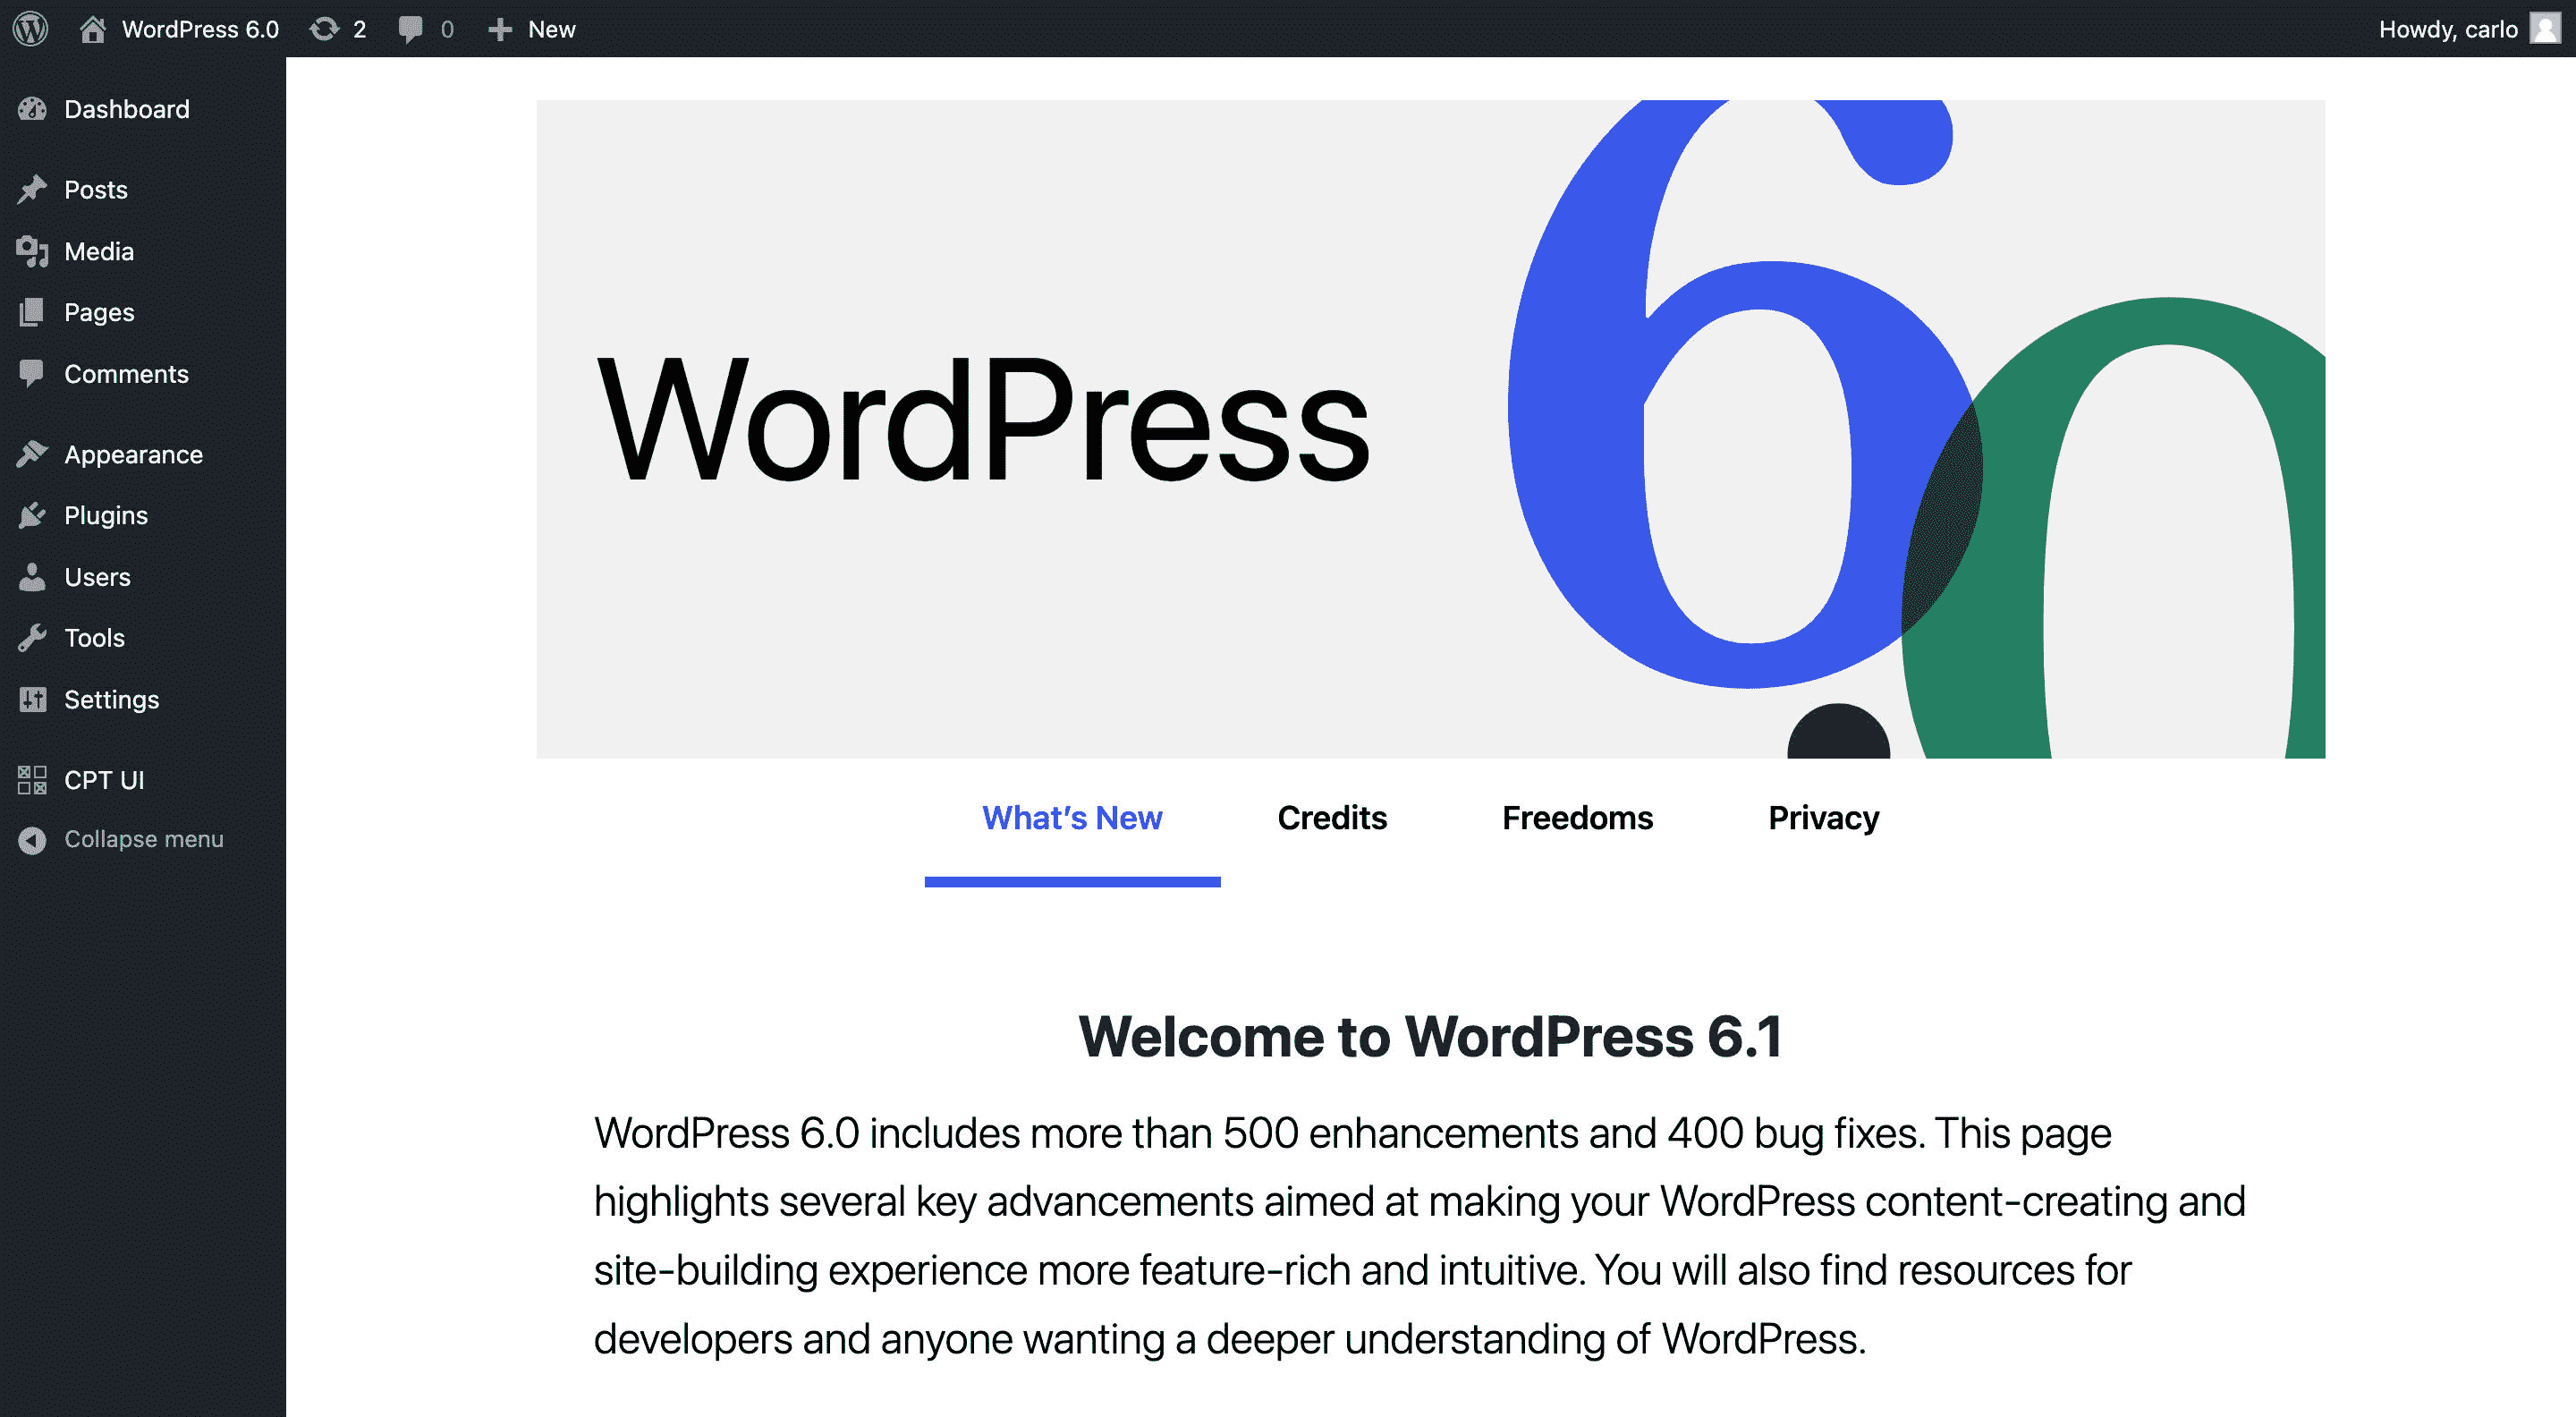 WordPress 6.0 2 0 New Howdy, carlo
Dashboard
Posts
Media
Pages
Comments
Appearance
Plugins
Users
Tools
Settings
CPT UI
Collapse menu
WordPress
6.0
What's New Credits Freedoms Privacy
Welcome to WordPress 6.1
WordPress 6.0 includes more than 500 enhancements and 400 bug fixes. This page
highlights several key advancements aimed at making your WordPress content-creating and
site-building experience more feature-rich and intuitive. You will also find resources for
developers and anyone wanting a deeper understanding of WordPress.